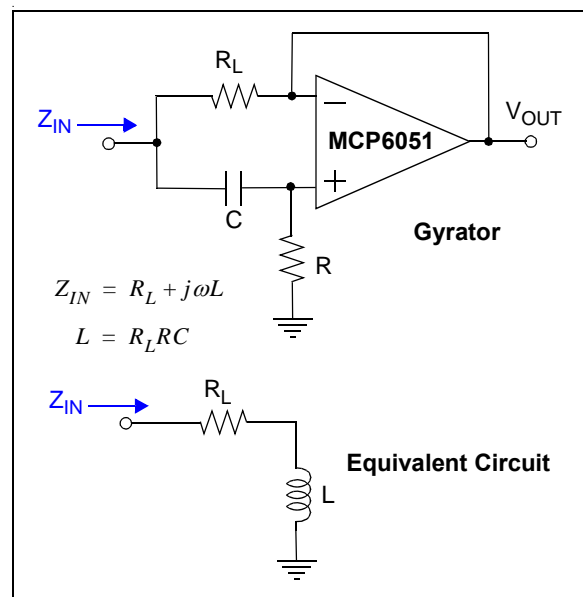 R_L
Z_IN
V_OUT
−
MCP6051
+
C
R
Gyrator
Z_IN = R_L + jωL
L = R_L RC
Z_IN
R_L
L
Equivalent Circuit